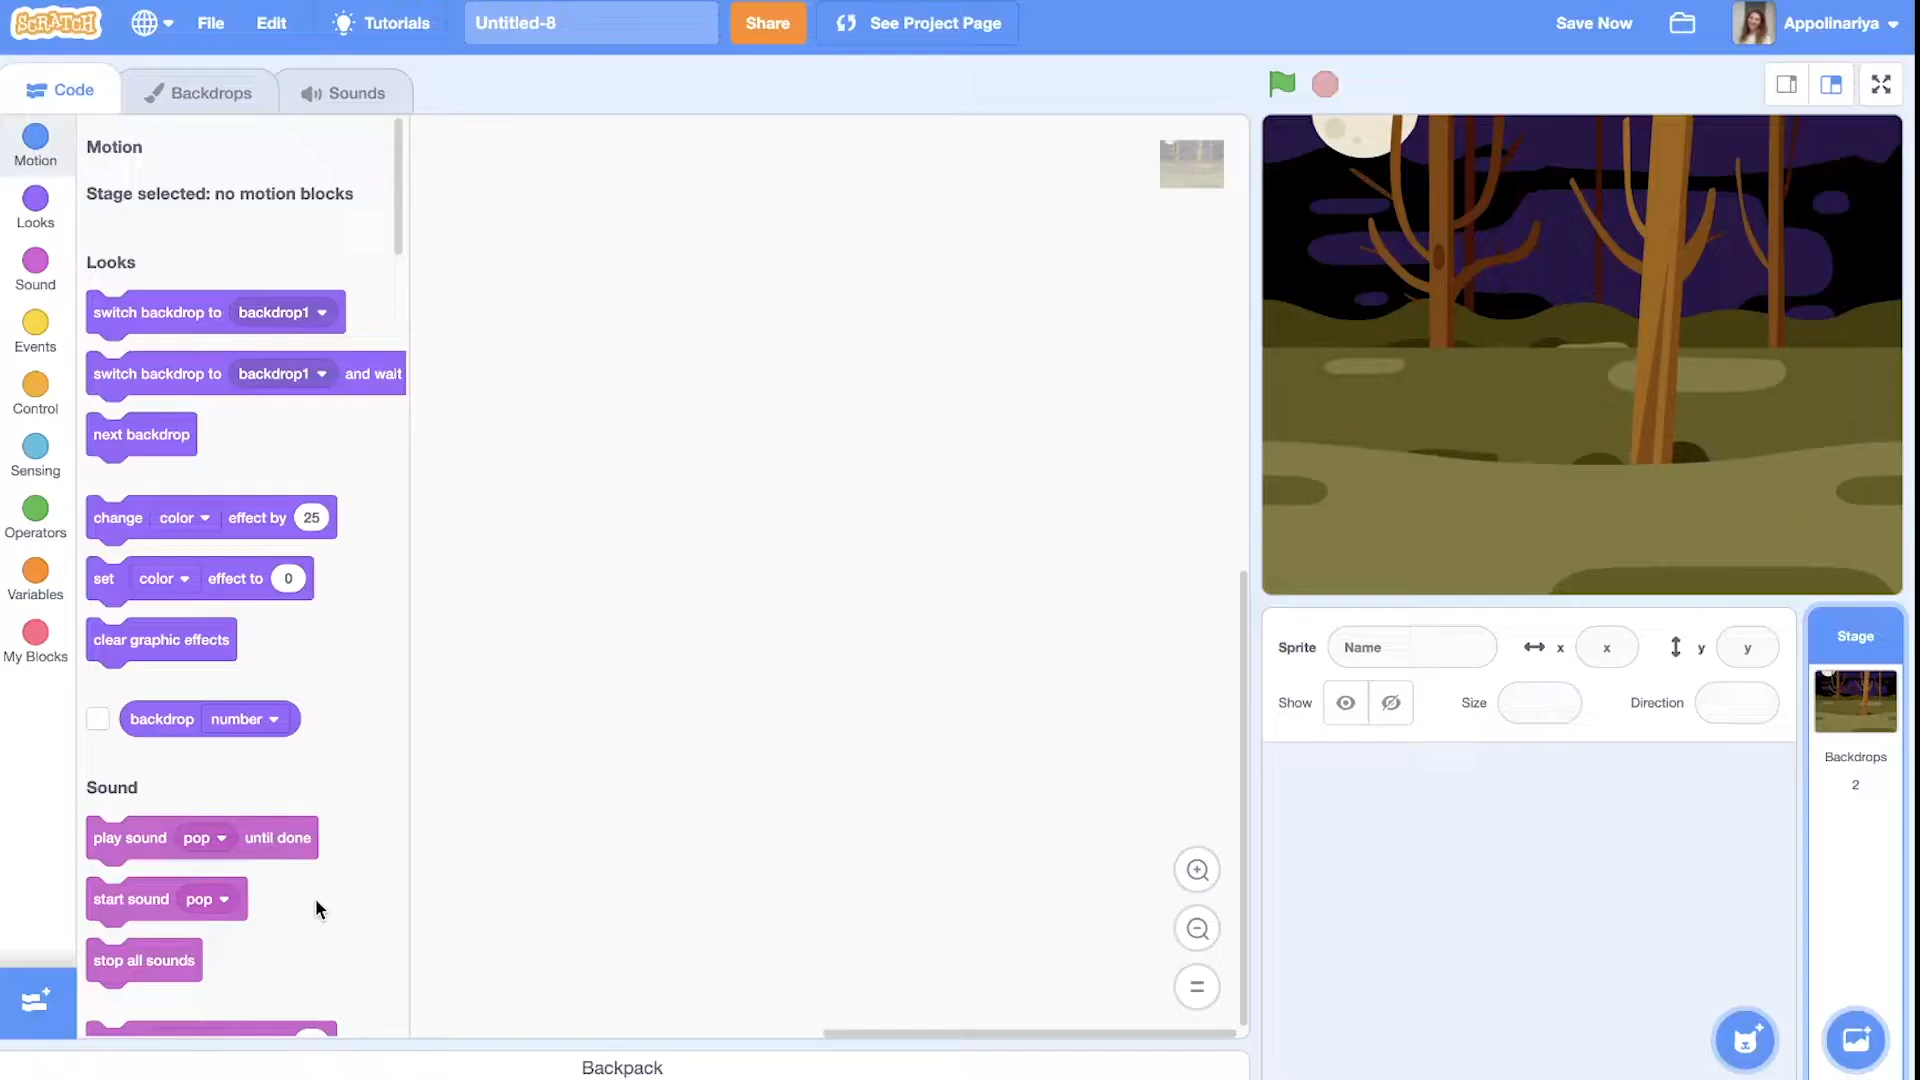 SCRATCH File Edit Tutorials Untitled-8 Share See Project Page Save Now Appolinariya
Code Backdrops Sounds
Motion
Looks
Sound
Events
Control
Sensing
Operators
Variables
My Blocks
Motion
Stage selected: no motion blocks
Looks
switch backdrop to backdrop1
switch backdrop to backdrop1 and wait
next backdrop
change color effect by 25
set color effect to 0
clear graphic effects
backdrop number
Sound
play sound pop until done
start sound pop
stop all sounds
Backpack
Sprite Name x x y y
Show Size Direction
Stage
Backdrops
2